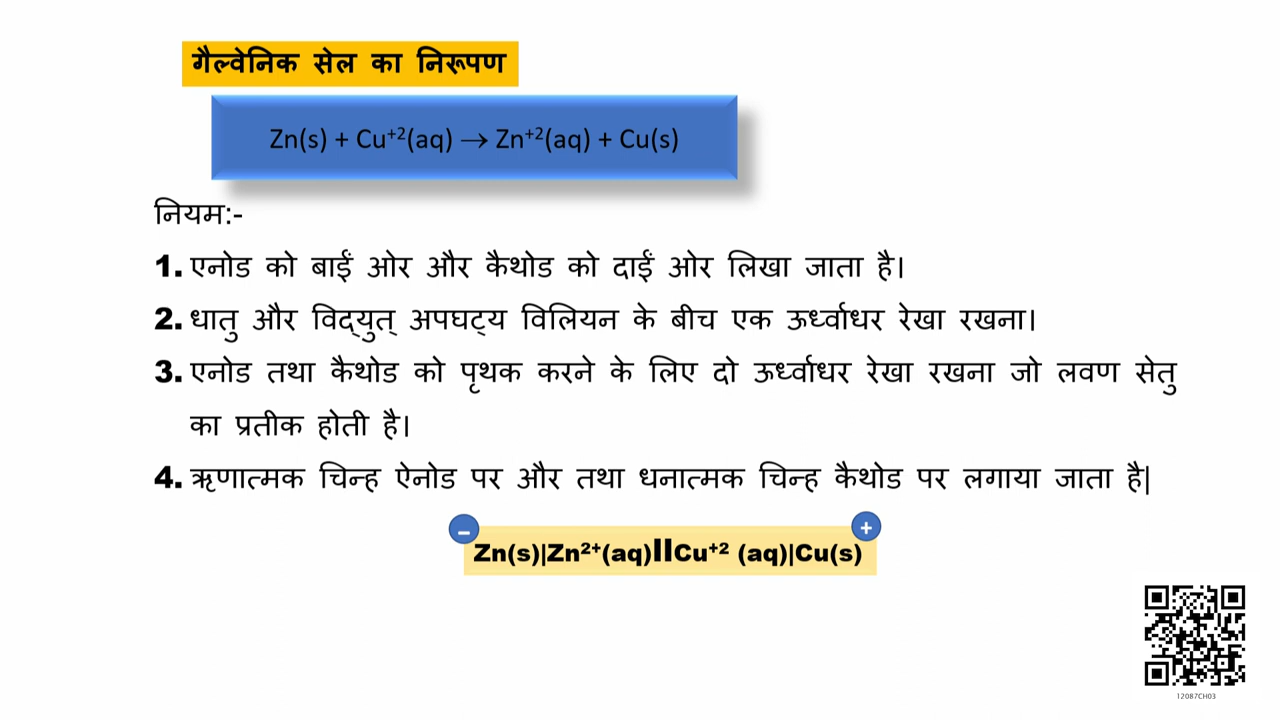 गैल्वेनिक सेल का निरूपण
Zn(s) + Cu⁺²(aq) → Zn⁺²(aq) + Cu(s)
नियम:-
1. एनोड को बाईं ओर और कैथोड को दाईं ओर लिखा जाता है।
2. धातु और विद्युत् अपघट्य विलियन के बीच एक ऊर्ध्वाधर रेखा रखना।
3. एनोड तथा कैथोड को पृथक करने के लिए दो ऊर्ध्वाधर रेखा रखना जो लवण सेतु
का प्रतीक होती है।
4. ऋणात्मक चिन्ह ऐनोड पर और तथा धनात्मक चिन्ह कैथोड पर लगाया जाता है|
– +
Zn(s)|Zn²⁺(aq)||Cu⁺² (aq)|Cu(s)
12087CH03